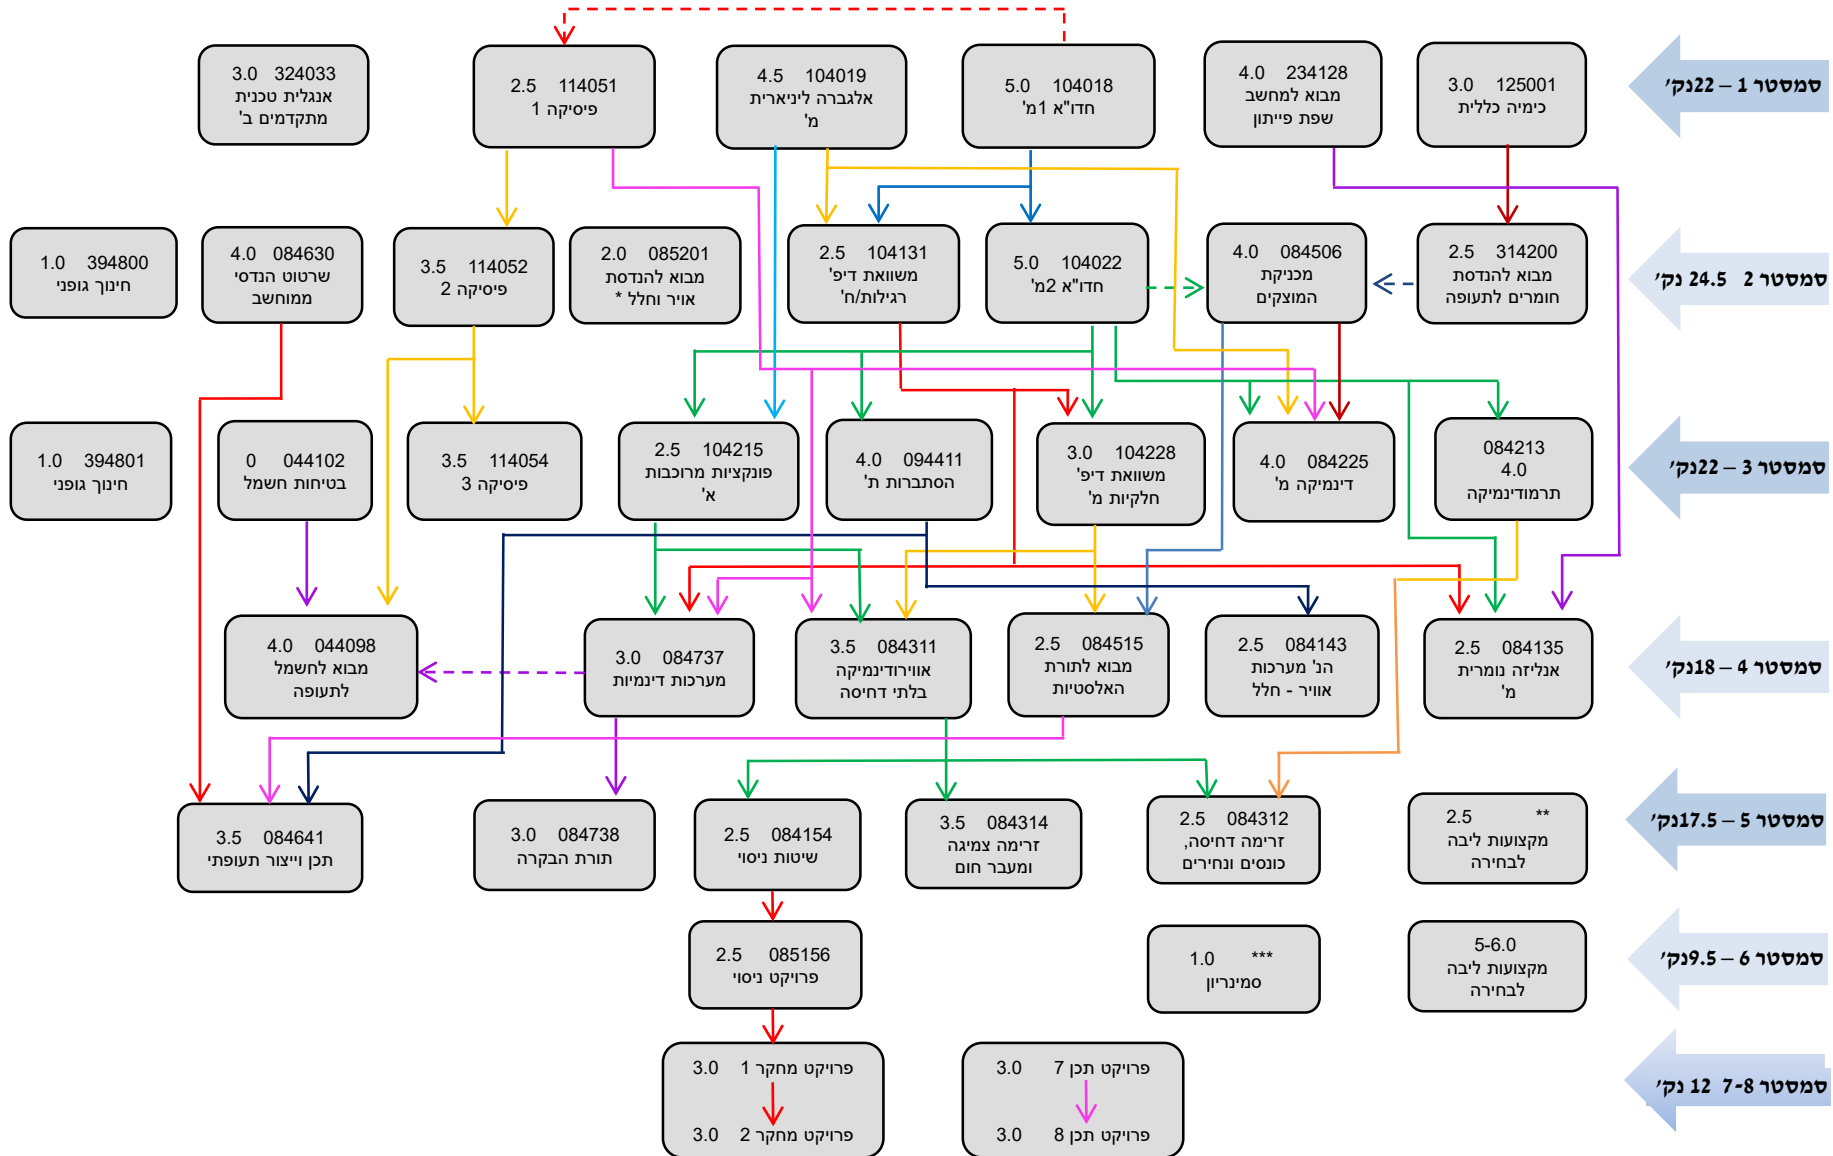 סמסטר 1 – 22נק'
125001 3.0
כימיה כללית
234128 4.0
מבוא למחשב
שפת פייתון
104018 5.0
חדו"א 1מ'
104019 4.5
אלגברה ליניארית
מ'
114051 2.5
פיסיקה 1
324033 3.0
אנגלית טכנית
מתקדמים ב'
סמסטר 2 24.5 נק'
314200 2.5
מבוא להנדסת
חומרים לתעופה
084506 4.0
מכניקת
המוצקים
104022 5.0
חדו"א 2מ'
104131 2.5
משוואת דיפ'
רגילות/ח'
085201 2.0
מבוא להנדסת
אויר וחלל *
114052 3.5
פיסיקה 2
084630 4.0
שרטוט הנדסי
ממוחשב
394800 1.0
חינוך גופני
סמסטר 3 – 22נק'
084213
4.0
תרמודינמיקה
084225 4.0
דינמיקה מ'
104228 3.0
משוואת דיפ'
חלקיות מ'
094411 4.0
הסתברות ת'
104215 2.5
פונקציות מרוכבות
א'
114054 3.5
פיסיקה 3
044102 0
בטיחות חשמל
394801 1.0
חינוך גופני
סמסטר 4 – 18נק'
084135 2.5
אנליזה נומרית
מ'
084143 2.5
הנ' מערכות
אוויר - חלל
084515 2.5
מבוא לתורת
האלסטיות
084311 3.5
אווירודינמיקה
בלתי דחיסה
084737 3.0
מערכות דינמיות
044098 4.0
מבוא לחשמל
לתעופה
סמסטר 5 – 17.5נק'
** 2.5
מקצועות ליבה
לבחירה
084312 2.5
זרימה דחיסה,
כונסים ונחירים
084314 3.5
זרימה צמיגה
ומעבר חום
084154 2.5
שיטות ניסוי
084738 3.0
תורת הבקרה
084641 3.5
תכן וייצור תעופתי
סמסטר 6 – 9.5נק'
5-6.0
מקצועות ליבה
לבחירה
*** 1.0
סמינריון
085156 2.5
פרויקט ניסוי
סמסטר 7-8 12 נק'
פרויקט תכן 7 3.0
פרויקט תכן 8 3.0
פרויקט מחקר 1 3.0
פרויקט מחקר 2 3.0